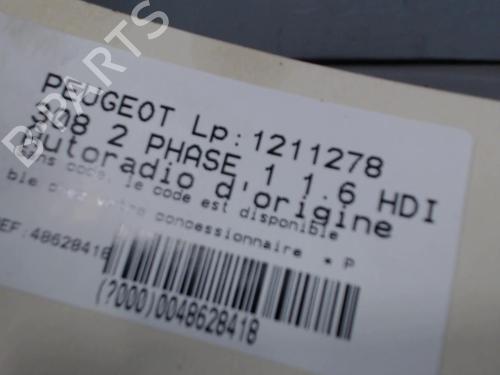 B-PARTS
PEUGEOT Lp:1211278
308 2 PHASE 1 1.6 HDI
Autoradio d'origine
sans code, le code est disponible
ble chez votre concessionnaire * P
REF:48628418
(?000)0048628418